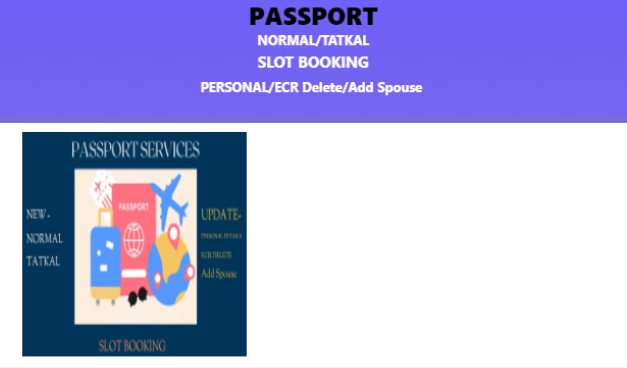 PASSPORT
NORMAL/TATKAL
SLOT BOOKING
PERSONAL/ECR Delete/Add Spouse
PASSPORT SERVICES
NEW -
NORMAL
TATKAL
PASSPORT
UPDATE-
PERSONAL DETAILS
ECR DELETE
Add Spouse
SLOT BOOKING